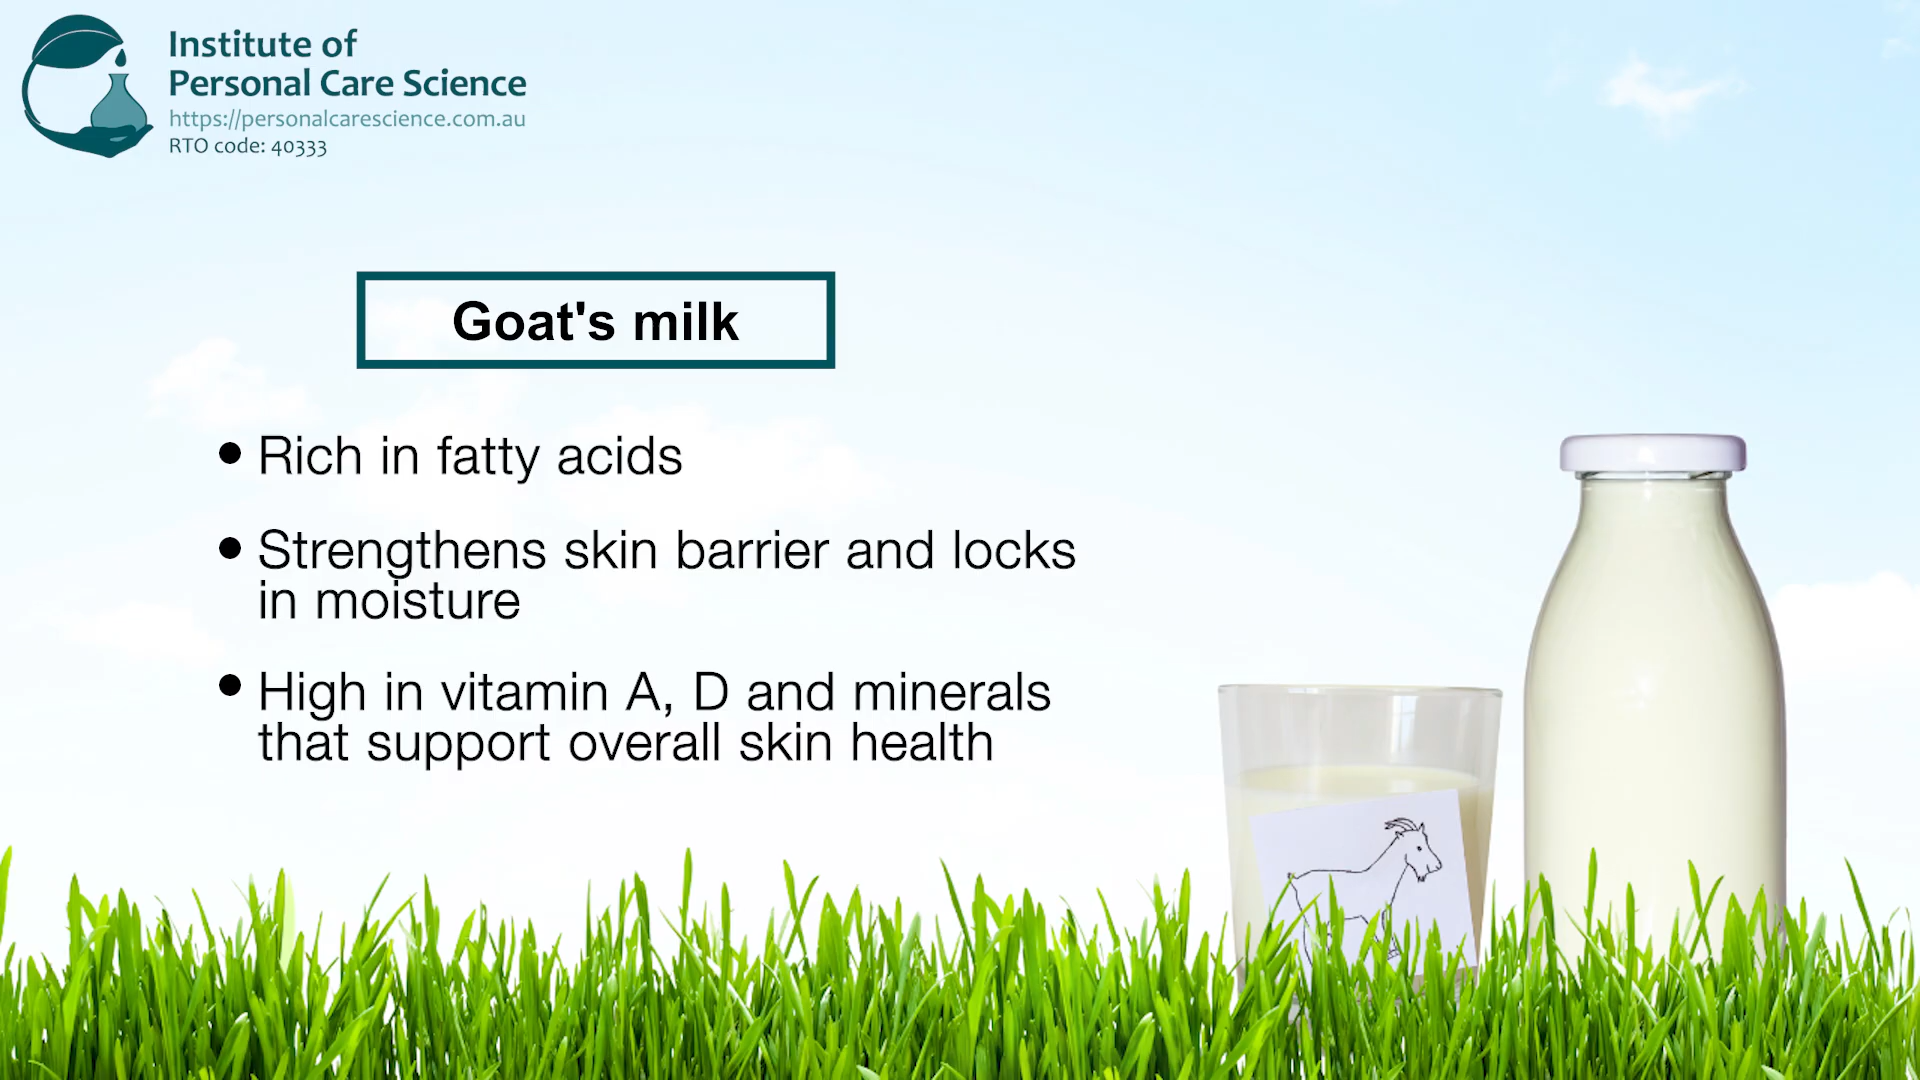 Institute of
Personal Care Science
https://personalcarescience.com.au
RTO code: 40333
Goat's milk
• Rich in fatty acids
• Strengthens skin barrier and locks
in moisture
• High in vitamin A, D and minerals
that support overall skin health